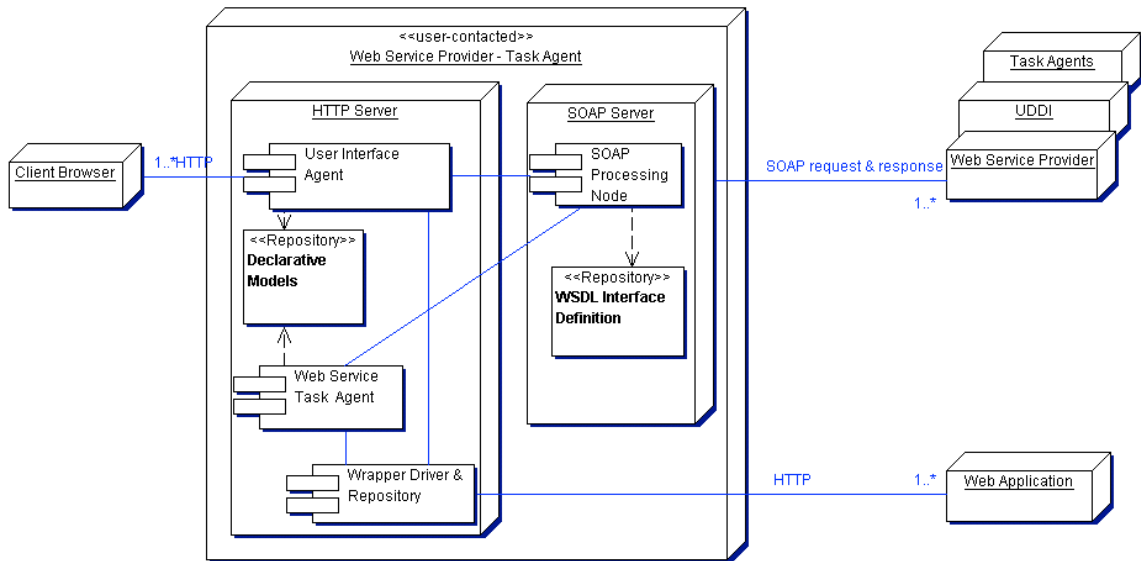 <<user-contacted>>
Web Service Provider - Task Agent
HTTP Server
SOAP Server
Task Agents
UDDI
Web Service Provider
Client Browser
1..*HTTP
User Interface
Agent
SOAP
Processing
Node
SOAP request & response
1..*
<<Repository>>
Declarative
Models
<<Repository>>
WSDL Interface
Definition
Web Service
Task Agent
Wrapper Driver &
Repository
HTTP
1..*
Web Application